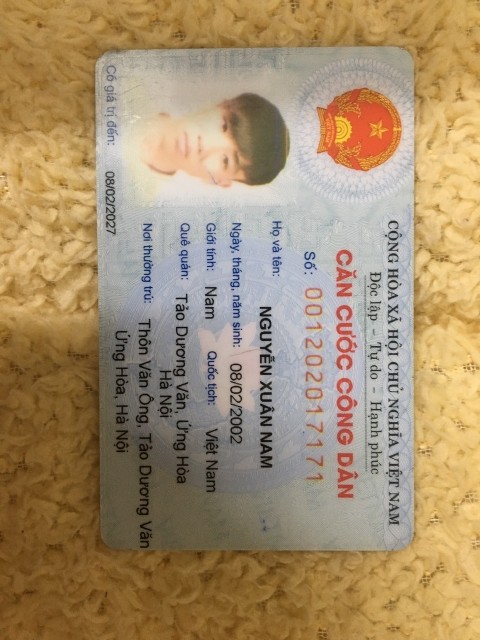 CỘNG HÒA XÃ HỘI CHỦ NGHĨA VIỆT NAM
Độc lập - Tự do - Hạnh phúc
CĂN CƯỚC CÔNG DÂN
Số: 001202017171
Họ và tên:
NGUYỄN XUÂN NAM
Ngày, tháng, năm sinh: 08/02/2002
Giới tính: Nam Quốc tịch: Việt Nam
Quê quán: Tảo Dương Văn, Ứng Hòa
Hà Nội
Nơi thường trú: Thôn Văn Ông, Tảo Dương Văn
Ứng Hòa, Hà Nội
Có giá trị đến: 08/02/2027